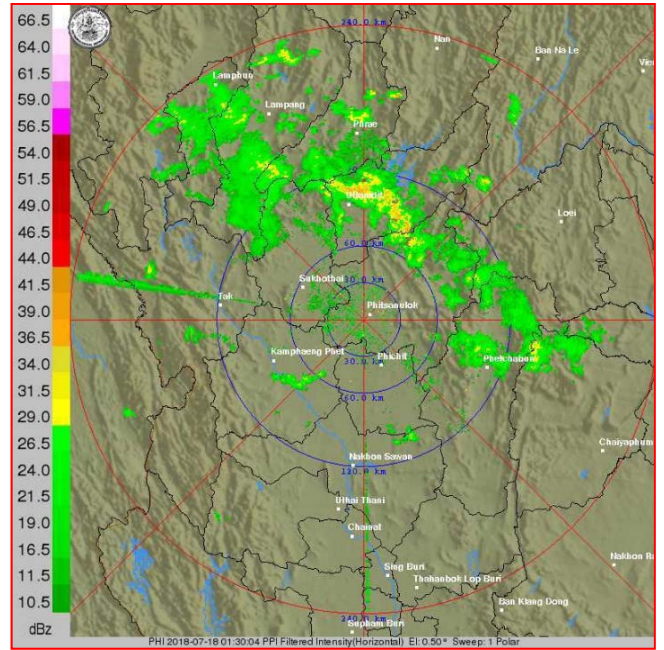 66.5
64.0
61.5
59.0
56.5
54.0
51.5
49.0
46.5
44.0
41.5
39.0
36.5
34.0
31.5
29.0
26.5
24.0
21.5
19.0
16.5
11.5
10.5
dBz
240.0 km
Nan
Ban Na Le
Lamphun
Lampang
Phrae
Loei
60.0 km
Sukhothai
Tak
Phitsanulok
Kamphaeng Phet
Phichit
30.0 km
Phetchabun
60.0 km
Chaiyaphum
Nakhon Sawan
120.0 km
Uthai Thani
Chainat
Sing Buri
Thahanbok Lop Buri
Nakhon Ra
Ban Klang Dong
240.0 km
Suphan Buri
PHI 2018-07-18 01:30:04 PPI Filtered Intensity(Horizontal) El: 0.50° Sweep: 1 Polar